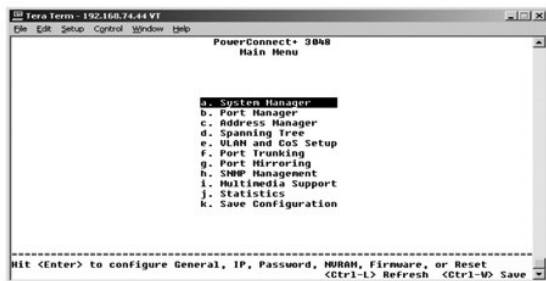 Tera Term - 192.168.74.44 VT
File Edit Setup Control Window Help
PowerConnect+ 3048
Main Menu
a. System Manager
b. Port Manager
c. Address Manager
d. Spanning Tree
e. VLAN and CoS Setup
f. Port Trunking
g. Port Mirroring
h. SNMP Management
i. Multimedia Support
j. Statistics
k. Save Configuration
Hit <Enter> to configure General, IP, Password, NVRAM, Firmware, or Reset
<Ctrl-L> Refresh <Ctrl-W> Save